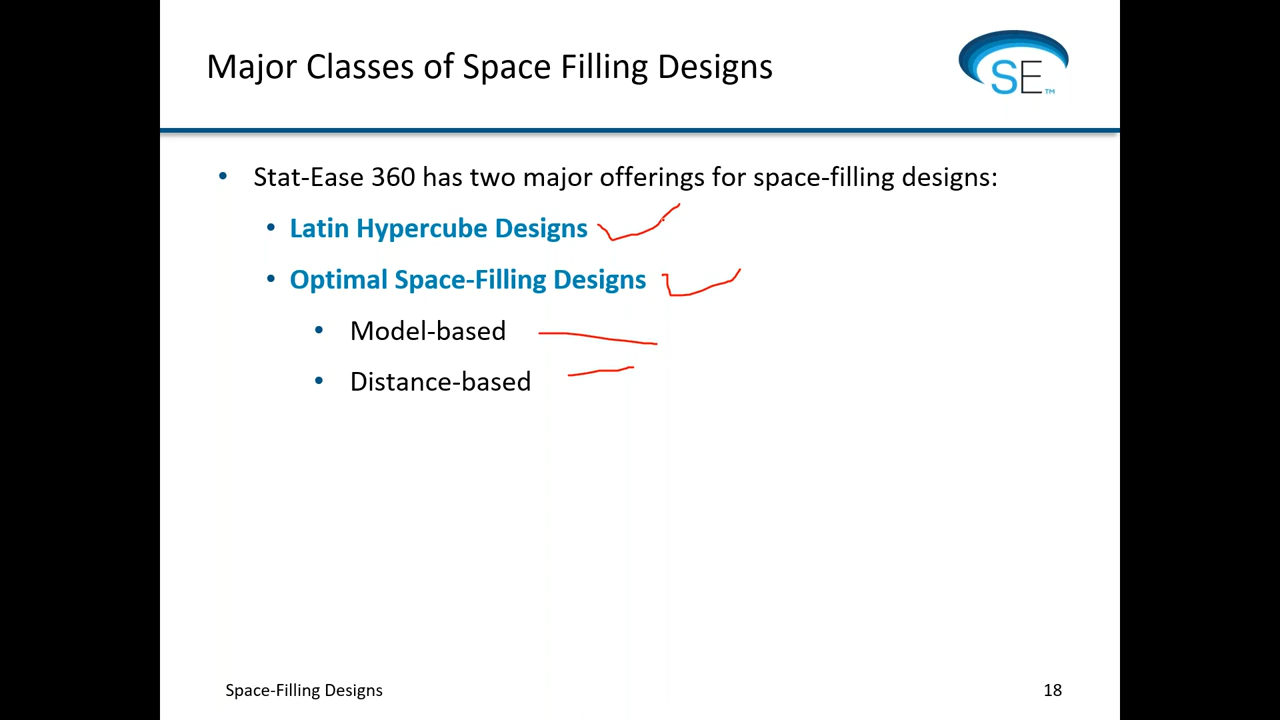 Major Classes of Space Filling Designs
SE™
• Stat-Ease 360 has two major offerings for space-filling designs:
• Latin Hypercube Designs
• Optimal Space-Filling Designs
• Model-based
• Distance-based
Space-Filling Designs
18